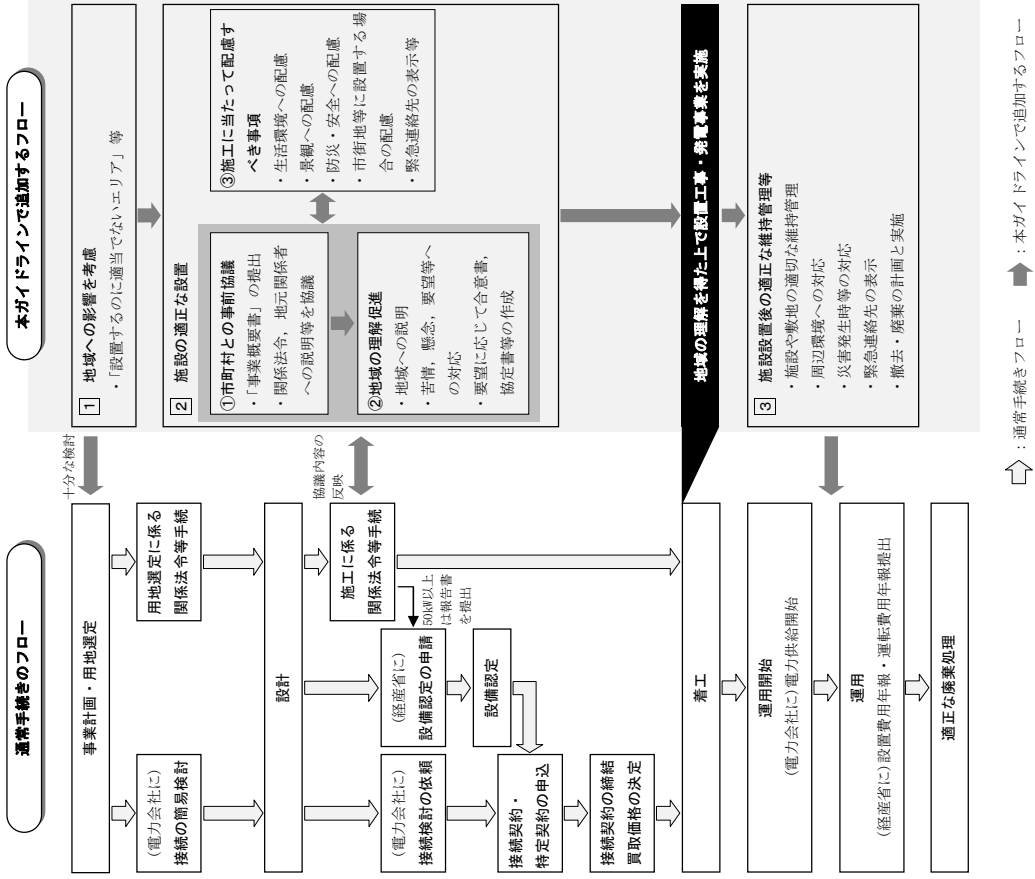 通常手続きのフロー
事業計画・用地選定
(電力会社に)
接続の簡易検討
用地選定に係る
関係法令等手続
設計
(電力会社に)
接続検討の依頼
(経産省に)
設備認定の申請
設備認定
施工に係る
関係法令等手続
50kW以上
は報告書
を提出
接続契約・
特定契約の申込
接続契約の締結
買取価格の決定
着工
運用開始
(電力会社に)電力供給開始
運用
(経産省に)設置費用年報・運転費用年報提出
適正な廃棄処理
十分な検討
協議内容の
反映
本ガイドラインで追加するフロー
1 地域への影響を考慮
・「設置するのに適当でないエリア」等
2 施設の適正な設置
①市町村との事前協議
・「事業概要書」の提出
・関係法令，地元関係者
への説明等を協議
②地域の理解促進
・地域への説明
・苦情，懸念，要望等へ
の対応
・要望に応じて合意書，
協定書等の作成
③施工に当たって配慮す
べき事項
・生活環境への配慮
・景観への配慮
・防災・安全への配慮
・市街地等に設置する場
合の配慮
・緊急連絡先の表示等
地域の理解を得た上で設置工事・発電事業を実施
3 施設設置後の適正な維持管理等
・施設や敷地の適切な維持管理
・周辺環境への対応
・災害発生時等の対応
・緊急連絡先の表示
・撤去・廃棄の計画と実施
：通常手続きフロー
：本ガイドラインで追加するフロー